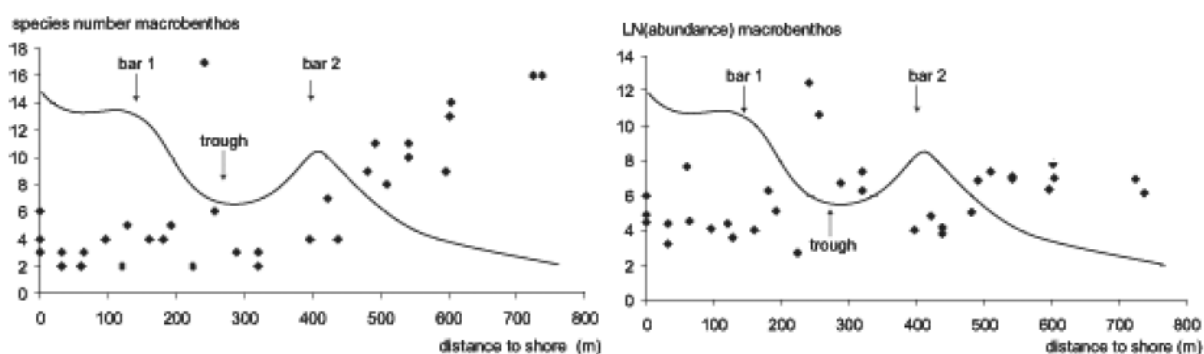 species number macrobenthos
18
16
14
12
10
8
6
4
2
0
bar 1
bar 2
trough
0 100 200 300 400 500 600 700 800
distance to shore (m)
LN(abundance) macrobenthos
14
12
10
8
6
4
2
0
bar 1
bar 2
trough
0 100 200 300 400 500 600 700 800
distance to shore (m)